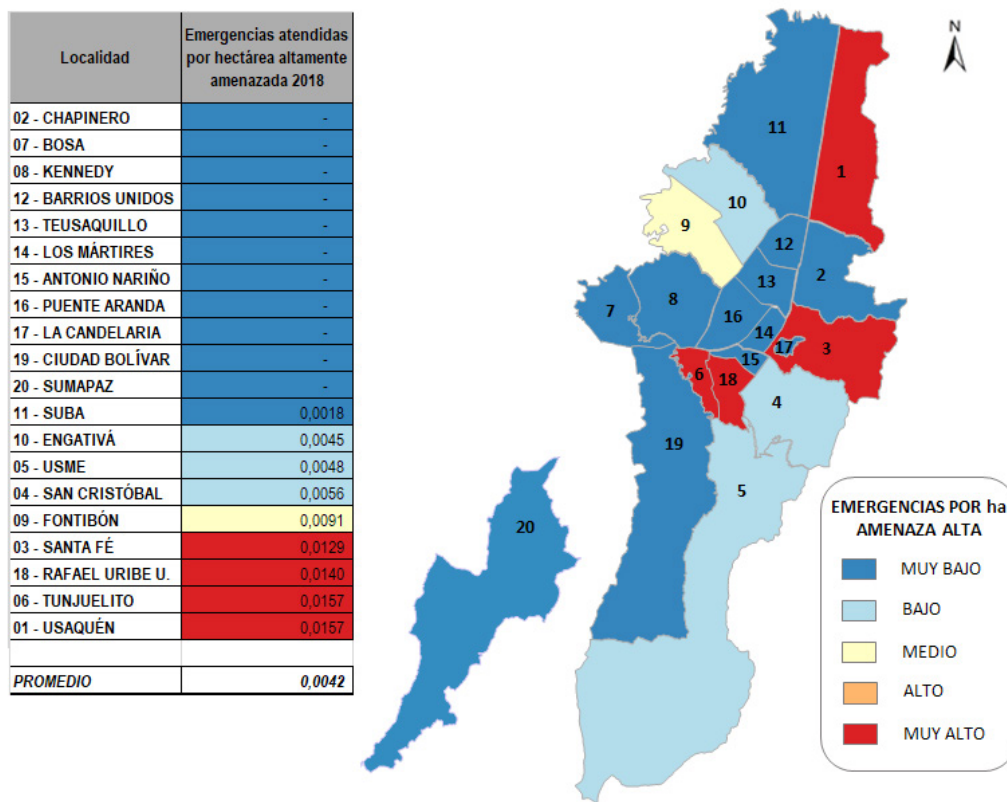 Localidad
Emergencias atendidas
por hectárea altamente
amenazada 2018
02 - CHAPINERO -
07 - BOSA -
08 - KENNEDY -
12 - BARRIOS UNIDOS -
13 - TEUSAQUILLO -
14 - LOS MÁRTIRES -
15 - ANTONIO NARIÑO -
16 - PUENTE ARANDA -
17 - LA CANDELARIA -
19 - CIUDAD BOLÍVAR -
20 - SUMAPAZ -
11 - SUBA 0,0018
10 - ENGATIVÁ 0,0045
05 - USME 0,0048
04 - SAN CRISTÓBAL 0,0056
09 - FONTIBÓN 0,0091
03 - SANTA FÉ 0,0129
18 - RAFAEL URIBE U. 0,0140
06 - TUNJUELITO 0,0157
01 - USAQUÉN 0,0157
PROMEDIO 0,0042
N
11
1
10
9
12
2
13
7
8
16
14
17
3
15
6
18
4
19
5
20
EMERGENCIAS POR ha
AMENAZA ALTA
MUY BAJO
BAJO
MEDIO
ALTO
MUY ALTO